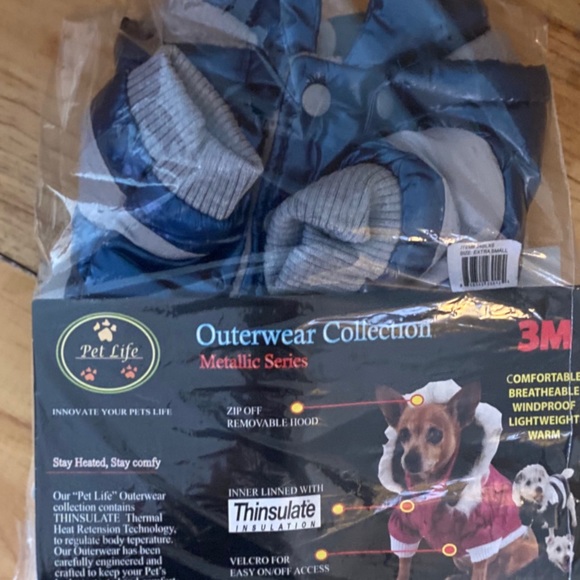 SIZE: EXTRA SMALL
Pet Life
Outerwear Collection
Metallic Series
3M
INNOVATE YOUR PETS LIFE
ZIP OFF
REMOVABLE HOOD
COMFORTABLE
BREATHEABLE
WINDPROOF
LIGHTWEIGHT
WARM
Stay Heated, Stay comfy
Our “Pet Life” Outerwear
collection contains
THINSULATE Thermal
Heat Retension Technology,
to regulate body teperature.
Our Outerwear has been
carefully engineered and
crafted to keep your Pet's
INNER LINNED WITH
Thinsulate
INSULATION
VELCRO FOR
EASY ON/OFF ACCESS